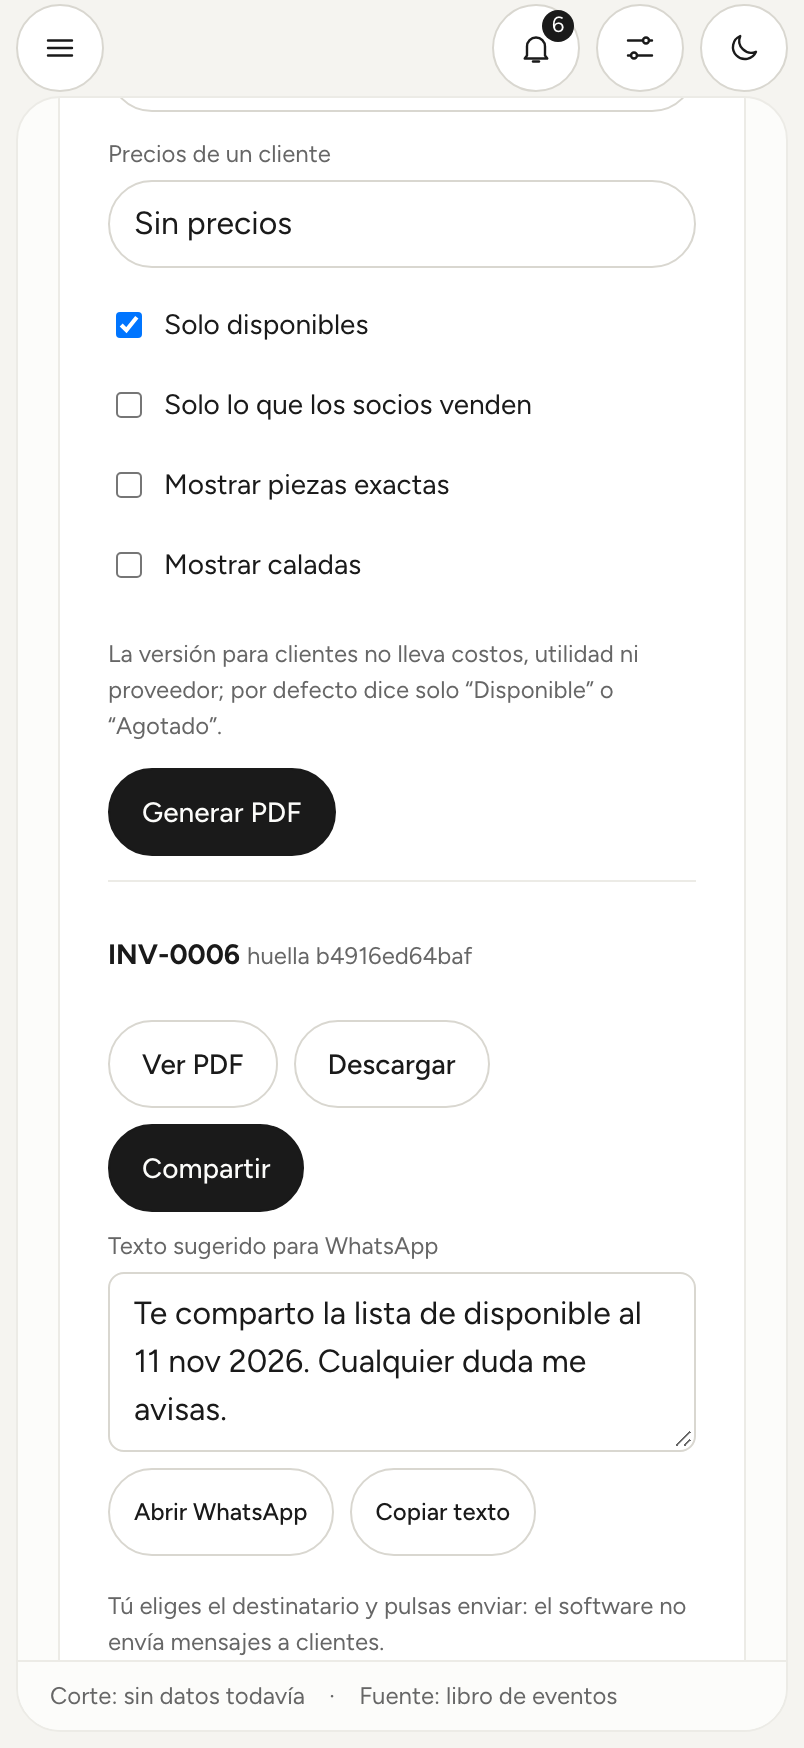 6
Precios de un cliente
Sin precios
Solo disponibles
Solo lo que los socios venden
Mostrar piezas exactas
Mostrar caladas
La versión para clientes no lleva costos, utilidad ni
proveedor; por defecto dice solo “Disponible” o
“Agotado”.
Generar PDF
INV-0006 huella b4916ed64baf
Ver PDF
Descargar
Compartir
Texto sugerido para WhatsApp
Te comparto la lista de disponible al
11 nov 2026. Cualquier duda me
avisas.
Abrir WhatsApp
Copiar texto
Tú eliges el destinatario y pulsas enviar: el software no
envía mensajes a clientes.
Corte: sin datos todavía · Fuente: libro de eventos